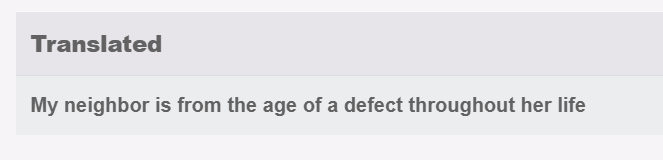 Translated
My neighbor is from the age of a defect throughout her life